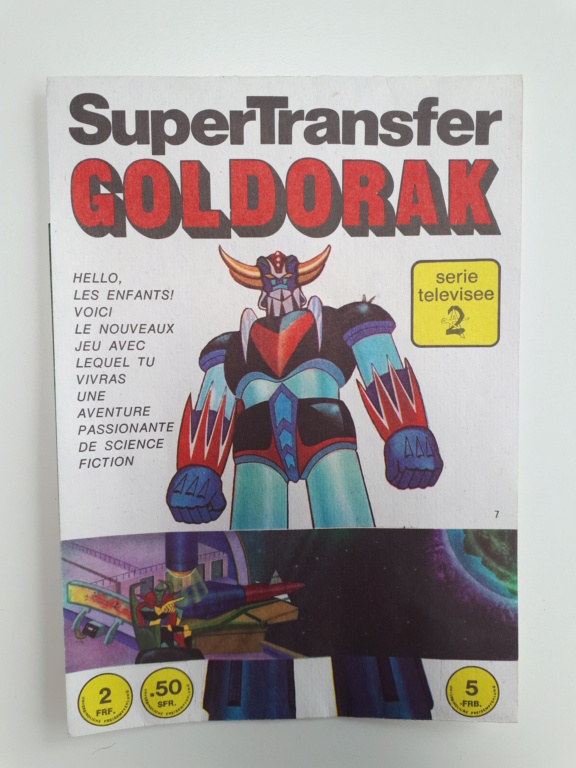 SuperTransfer
GOLDORAK
HELLO,
LES ENFANTS!
VOICI
LE NOUVEAUX
JEU AVEC
LEQUEL TU
VIVRAS
UNE
AVENTURE
PASSIONANTE
DE SCIENCE
FICTION
serie
televisee
2
7
2
FRF.
.50
SFR.
5
FRB.